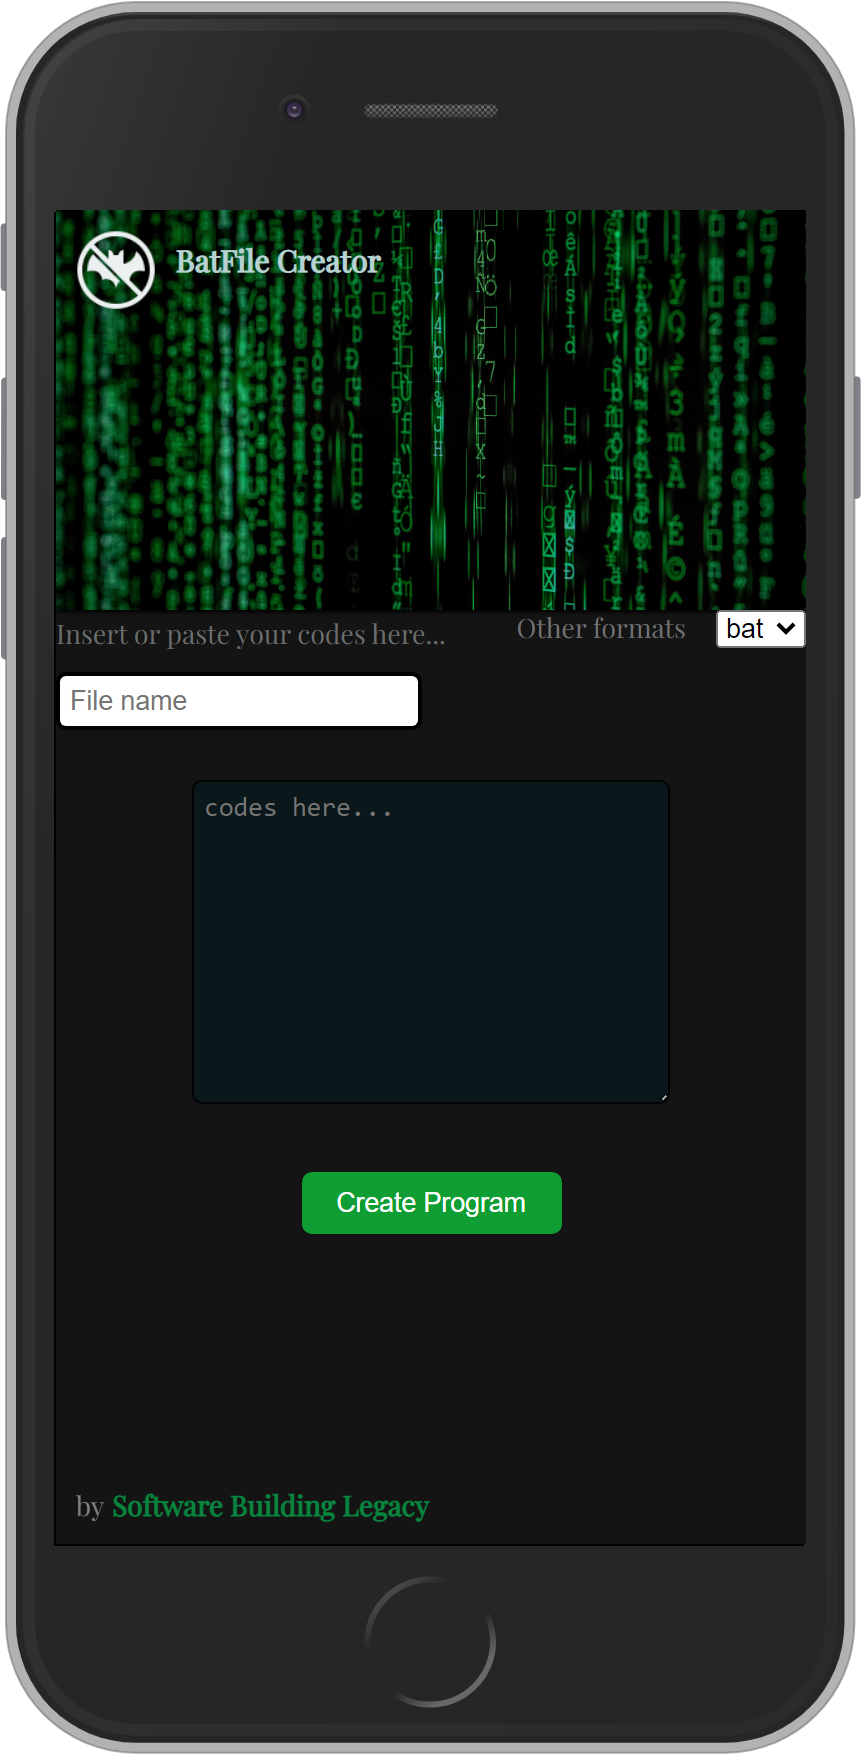 BatFile Creator
Insert or paste your codes here...
Other formats
bat
File name
codes here...
Create Program
by Software Building Legacy